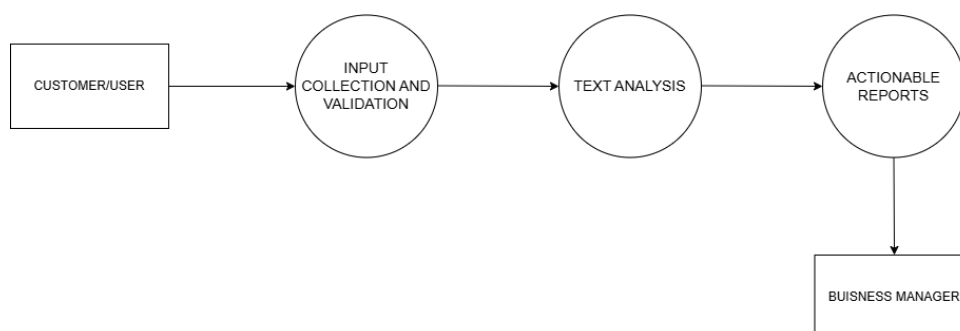 CUSTOMER/USER
INPUT
COLLECTION AND
VALIDATION
TEXT ANALYSIS
ACTIONABLE
REPORTS
BUISNESS MANAGER